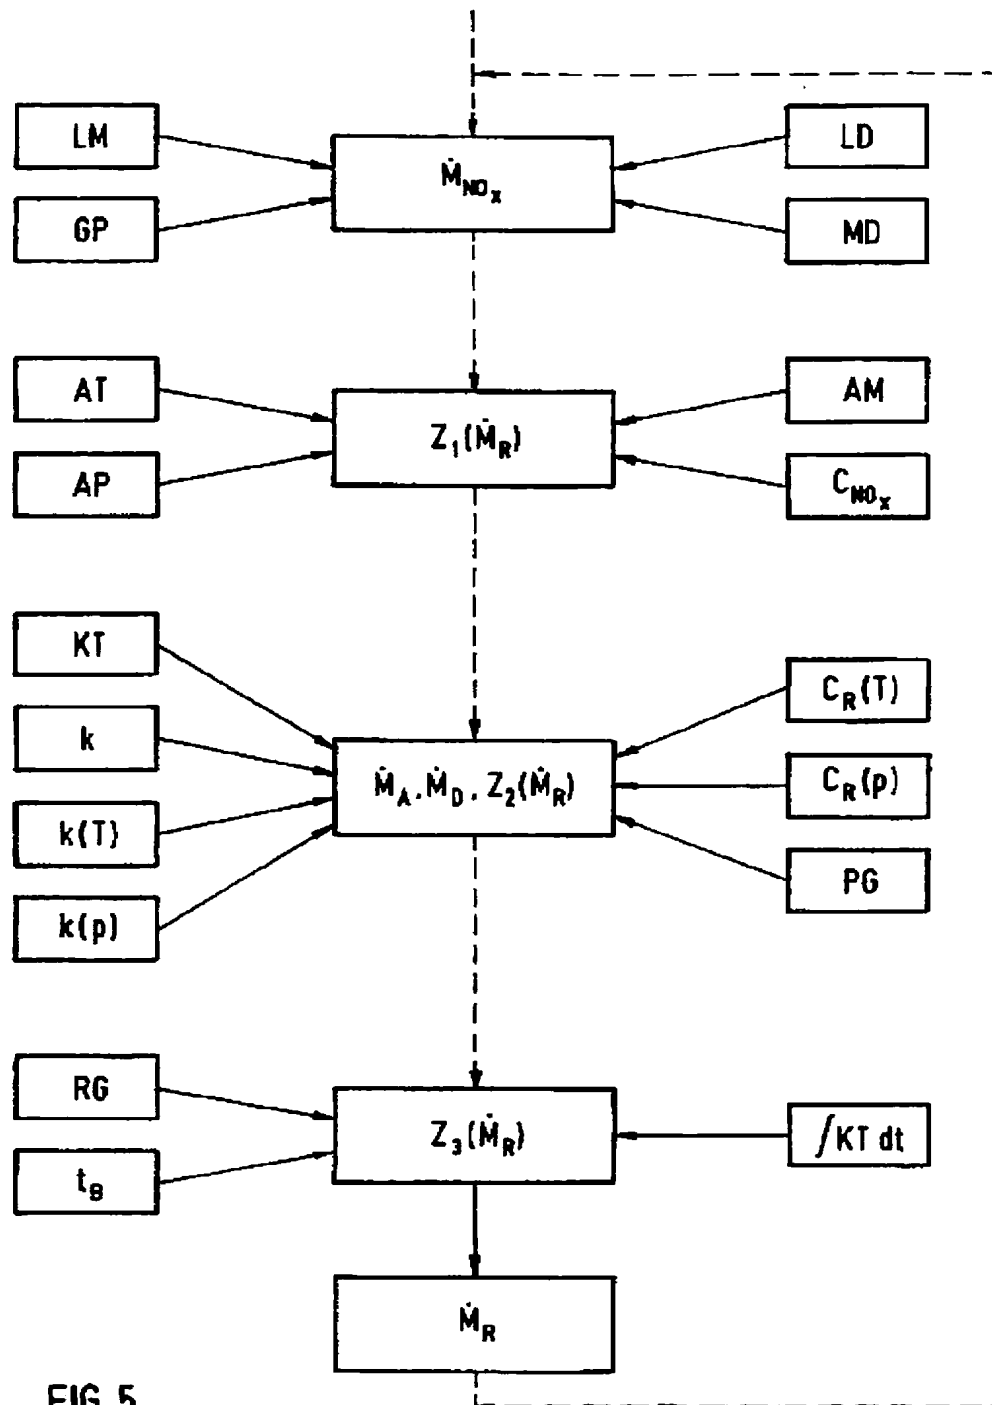 LM
LD
Ṁ_NOx
GP
MD
AT
AM
Z₁(Ṁ_R)
AP
C_NOx
KT
C_R(T)
k
Ṁ_A, Ṁ_D, Z₂(Ṁ_R)
C_R(p)
k(T)
PG
k(p)
RG
Z₃(Ṁ_R)
∫KT dt
t_B
Ṁ_R
FIG. 5